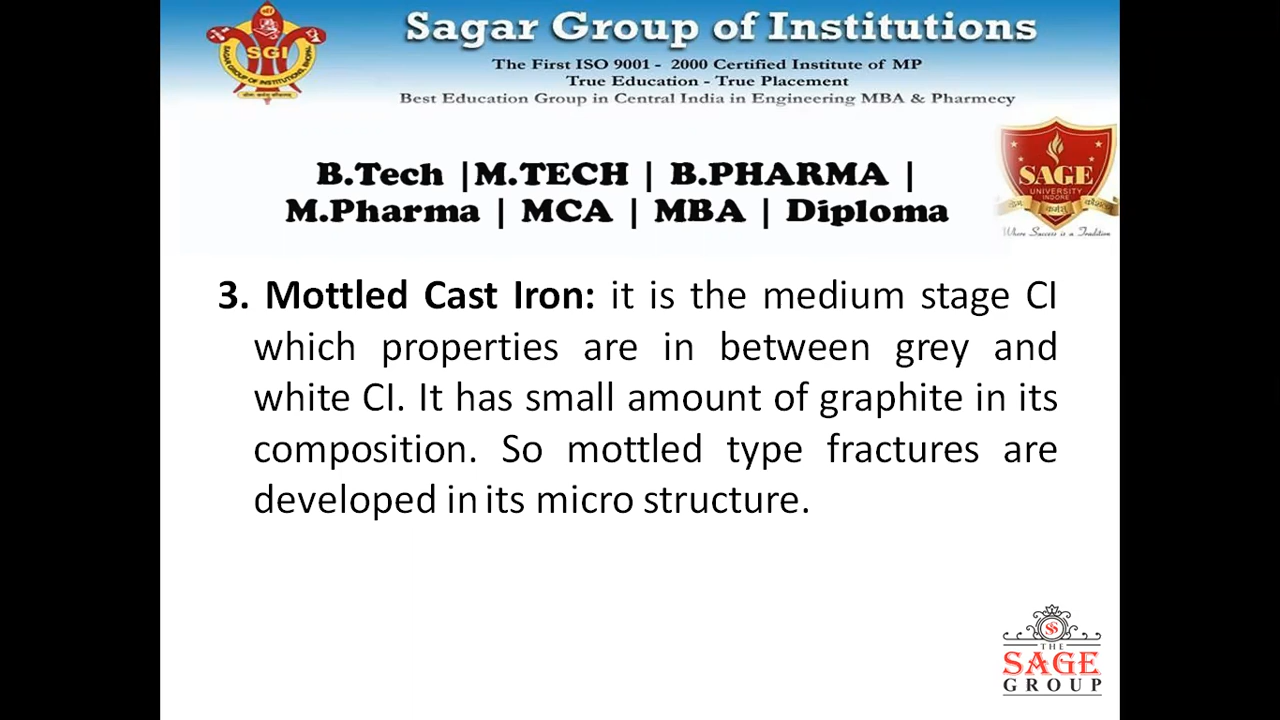 Sagar Group of Institutions
SGI
The First ISO 9001 - 2000 Certified Institute of MP
True Education - True Placement
Best Education Group in Central India in Engineering MBA & Pharmecy
B.Tech |M.TECH | B.PHARMA |
M.Pharma | MCA | MBA | Diploma
SAGE
UNIVERSITY
INDORE
Where Success is a Tradition
3. Mottled Cast Iron: it is the medium stage CI
which properties are in between grey and
white CI. It has small amount of graphite in its
composition. So mottled type fractures are
developed in its micro structure.
THE
SAGE
GROUP